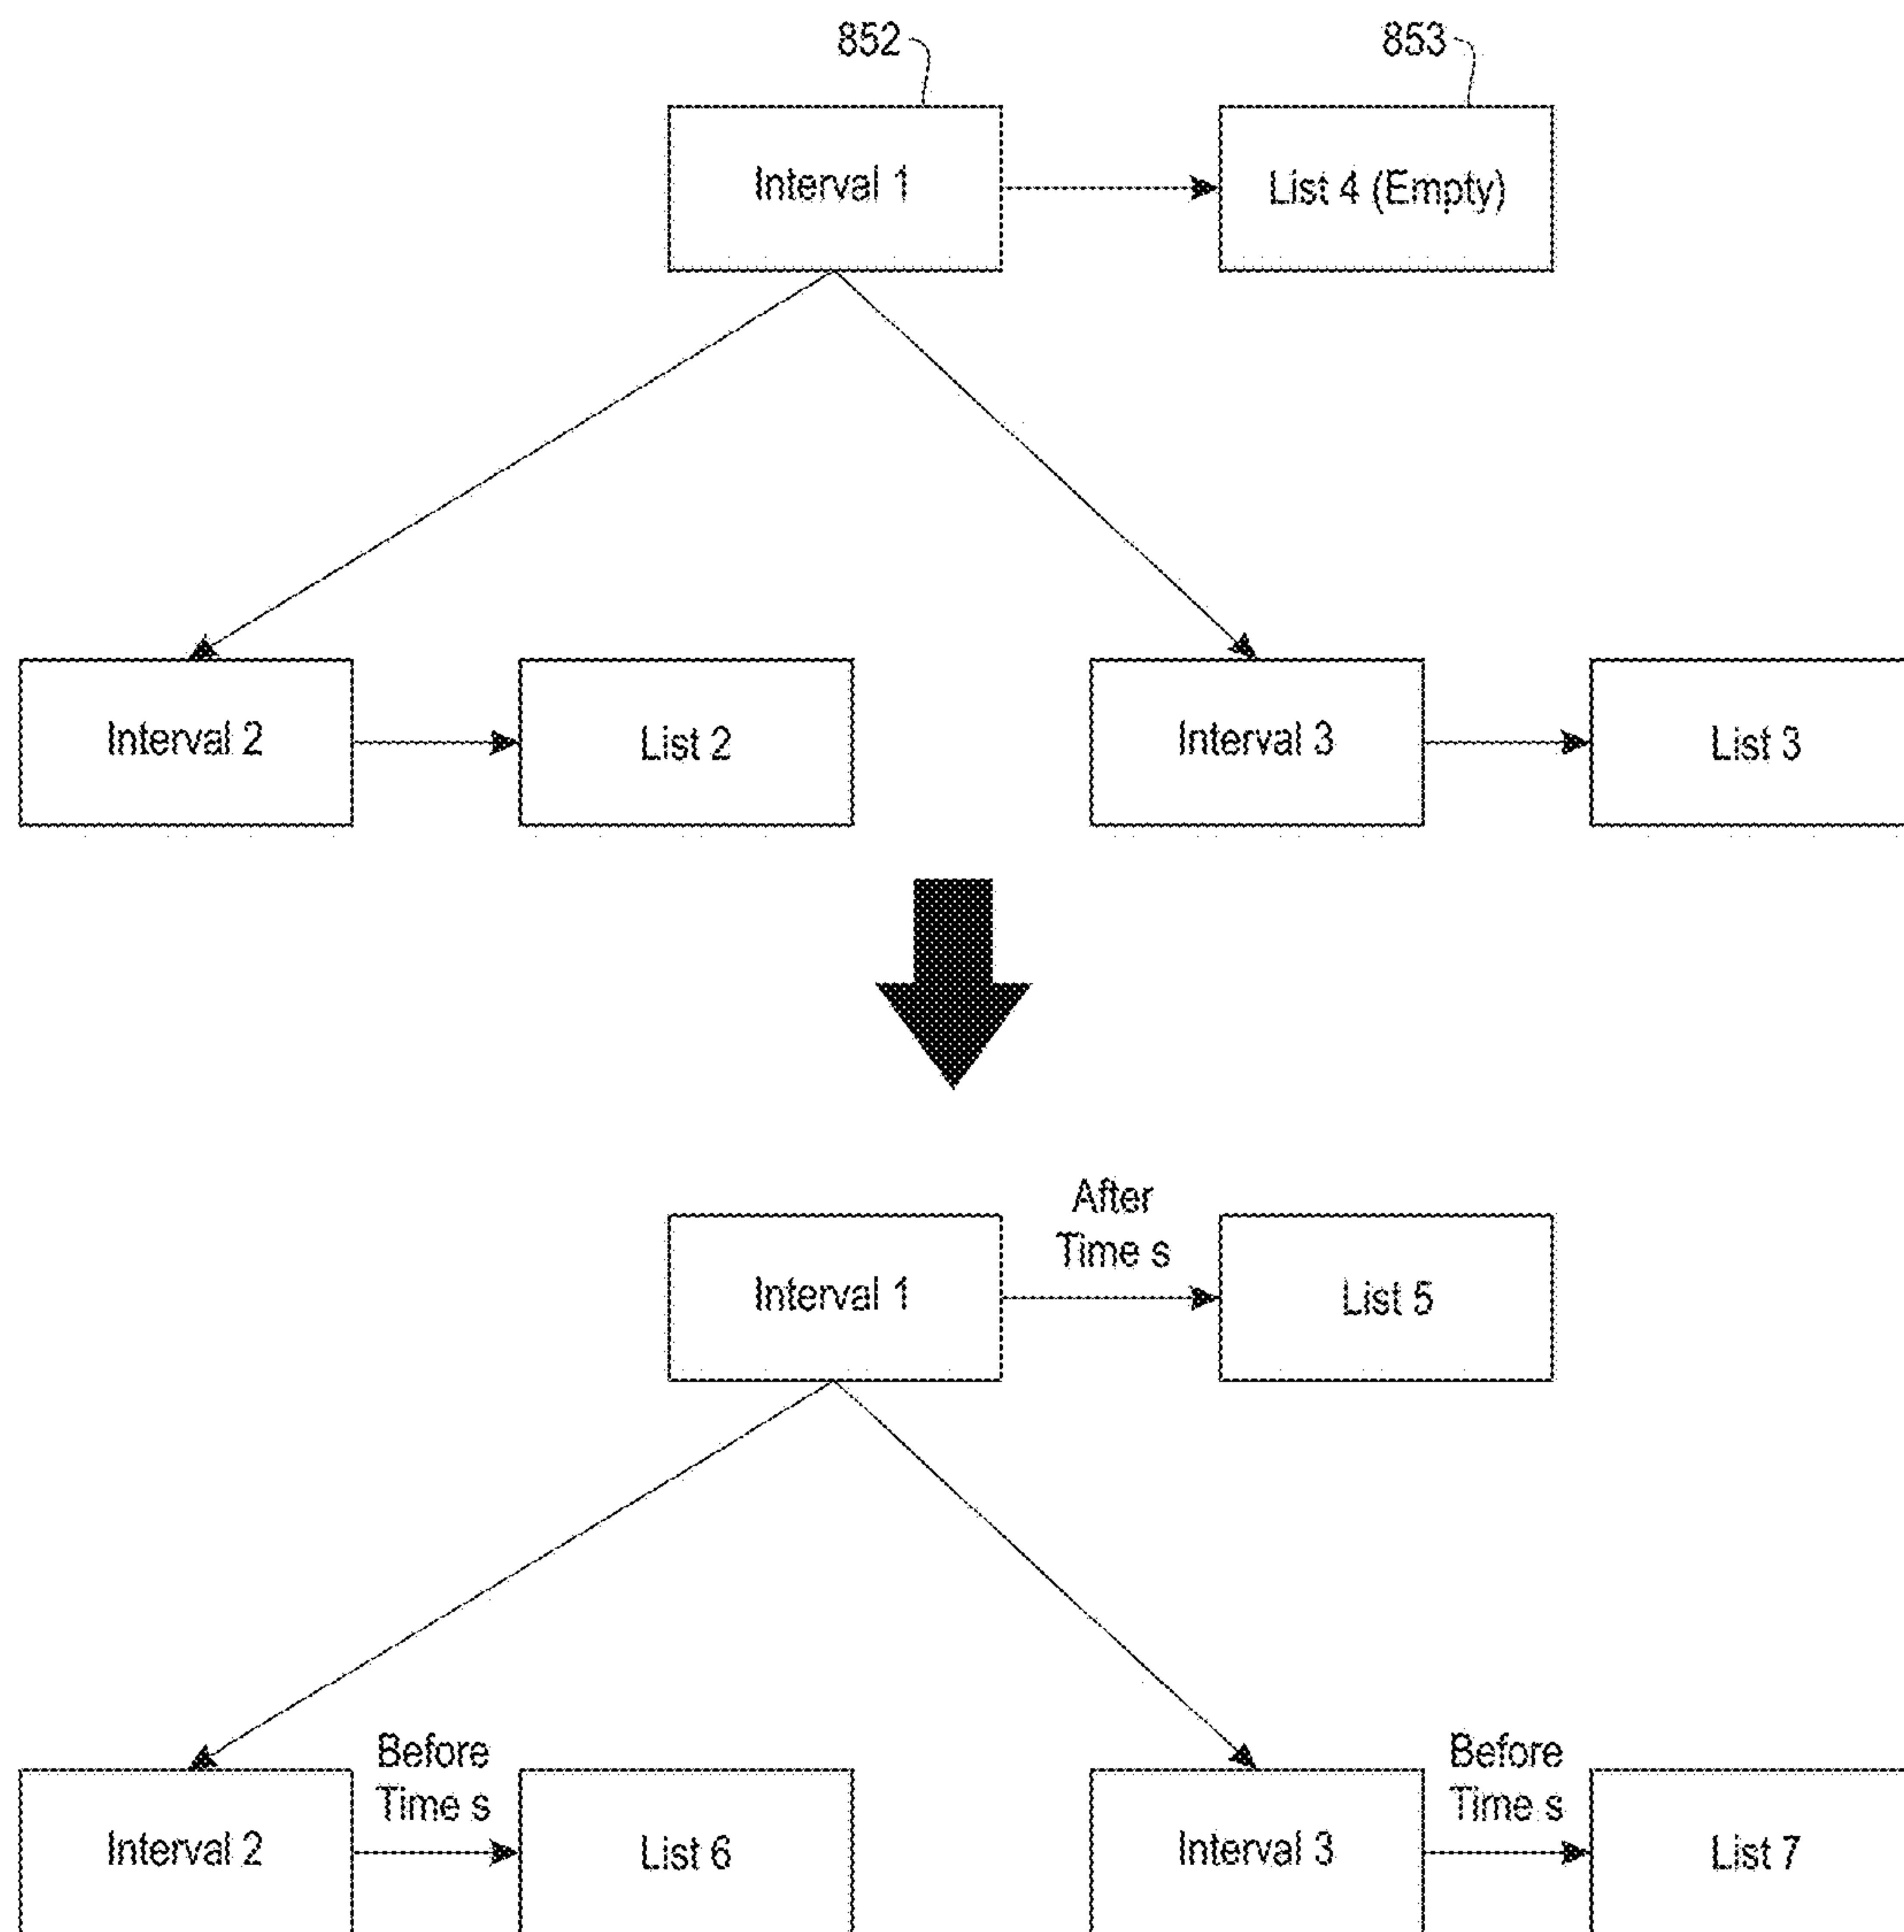 852
853
Interval 1
List 4 (Empty)
Interval 2
List 2
Interval 3
List 3
After
Time s
Interval 1
List 5
Before
Time s
Before
Time s
Interval 2
List 6
Interval 3
List 7